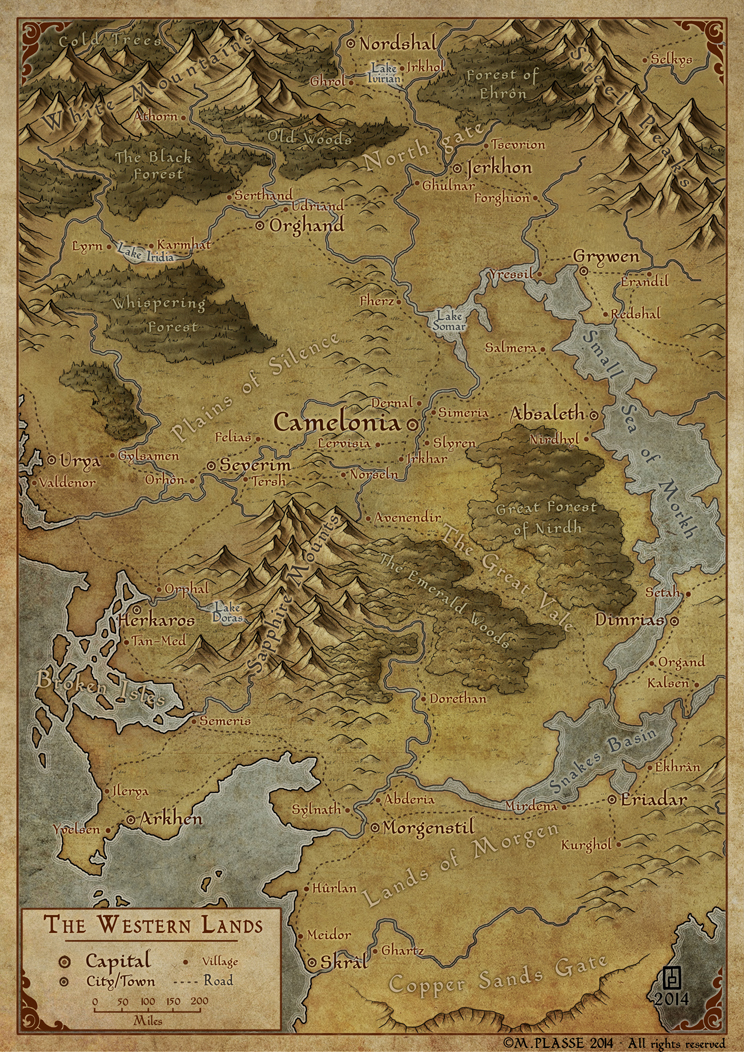 Cold Trees
White Mountains
Nordshal
Ghrol
Lake
Ivirian
Irkhol
Forest of
Ehrôn
Selkys
Steel Peaks
Athorn
Old Woods
The Black
Forest
North-gate
Tsevrion
Jerkhon
Ghulnar
Forghion
Serthand
Udriand
Orghand
Lyrn
Karmhat
Lake Iridia
Grywen
Yressil
Erandil
Redshal
Whispering
Forest
Fherz
Lake
Somar
Small Sea of Morkh
Salmera
Plains of Silence
Dernal
Simeria
Camelonia
Absaleth
Felias
Lervisia
Slyren
Nirdhyl
Urya
Gylsamen
Severim
Irkhar
Valdenor
Orhon
Tersh
Norseln
Great Forest
of Nirdh
Avenendir
Sapphire Mounts
The Great Vale
The Emerald Woods
Orphal
Lake
Doras
Setah
Herkaros
Dimrias
Tan-Med
Organd
Kalsen
Broken Isles
Dorethan
Semeris
Snakes Basin
Ekhràn
Ilerya
Sylnath
Abderia
Mirdena
Eriadar
Yvelsen
Arkhen
Morgenstil
Kurghol
Lands of Morgen
Hûrlan
Meidor
Skral
Ghartz
Copper Sands Gate
The Western Lands
Capital
Village
City/Town
Road
0 50 100 150 200
Miles
2014
©M.PLASSE 2014 · All rights reserved